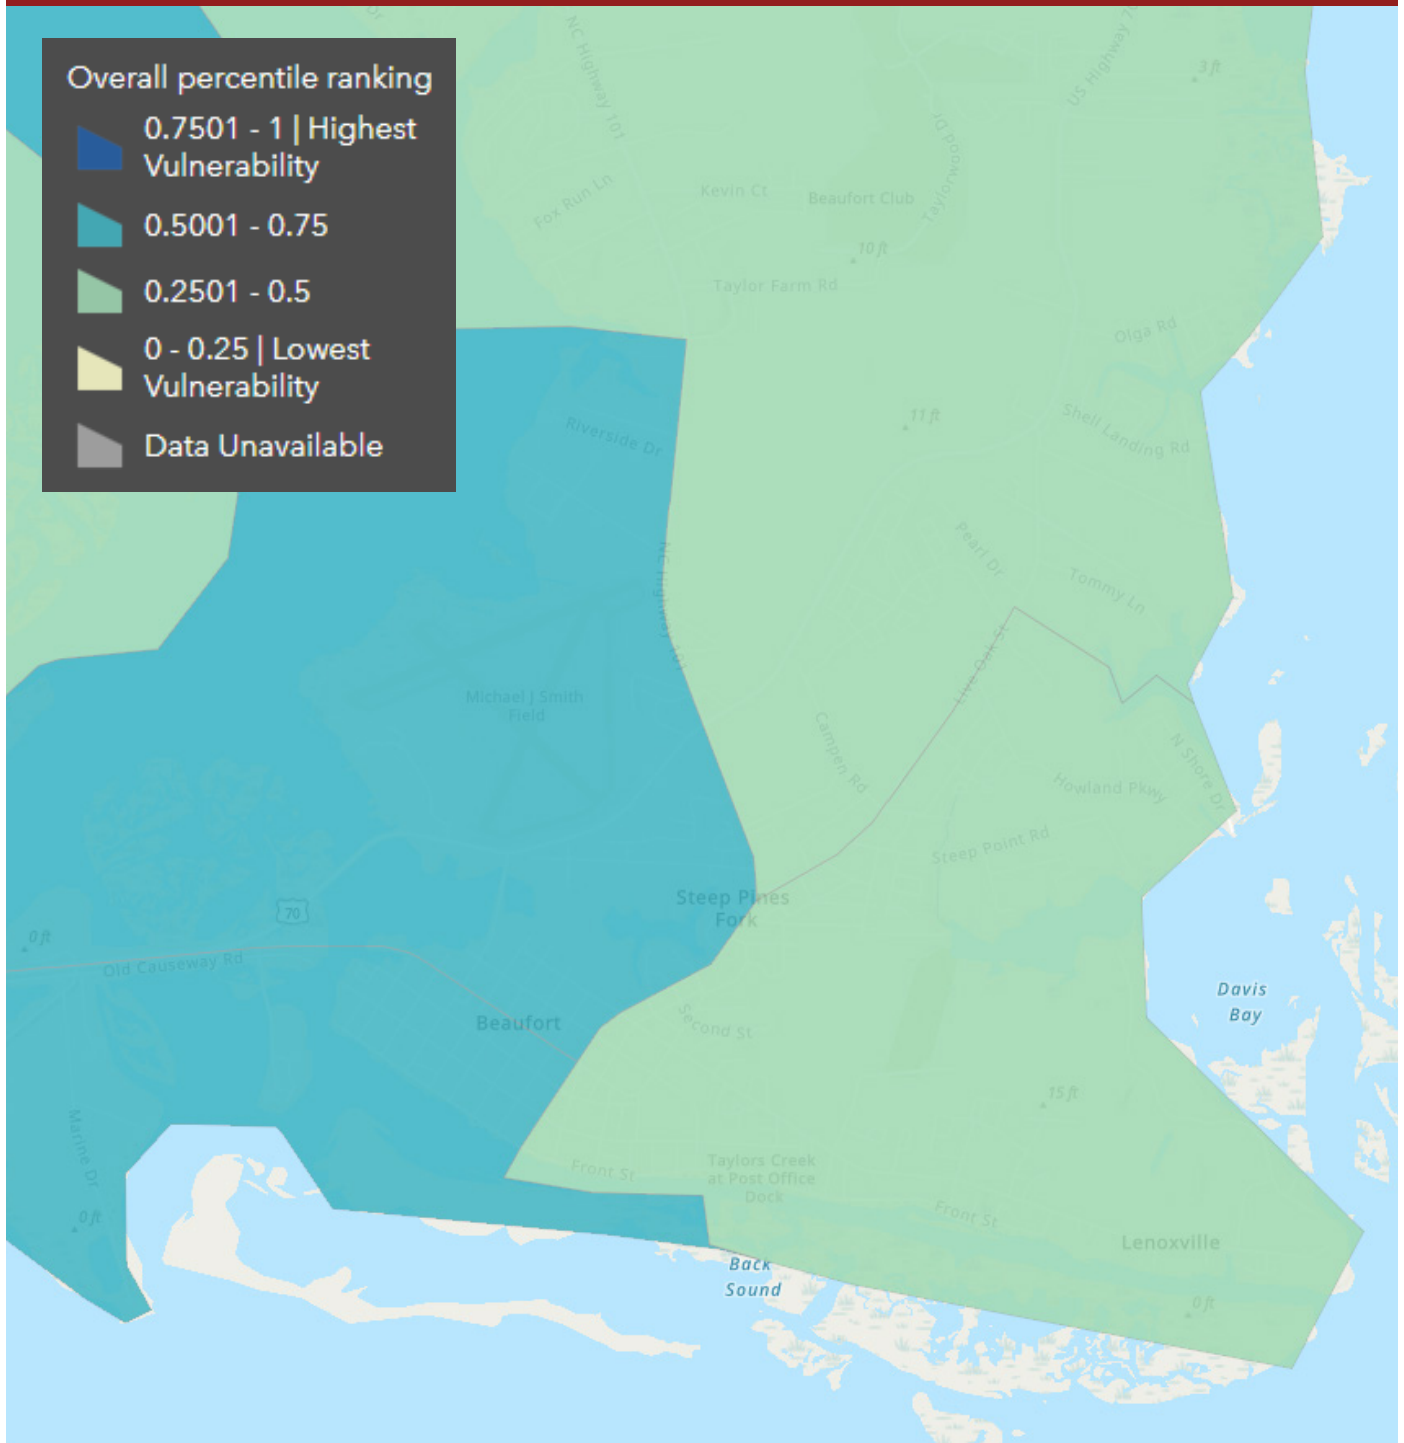 Overall percentile ranking
0.7501 - 1 | Highest
Vulnerability
0.5001 - 0.75
0.2501 - 0.5
0 - 0.25 | Lowest
Vulnerability
Data Unavailable
Dr
NC Highway 101
US Highway 70
3 ft
Taylorwood Dr
Fox Run Ln
Kevin Ct
Beaufort Club
10 ft
Taylor Farm Rd
Olga Rd
Riverside Dr
11 ft
Shell Landing Rd
Pearl Dr
NC Highway 101
Tommy Ln
Live Oak St
Michael J Smith
Field
Campen Rd
N Shore Dr
Howland Pkwy
Steep Point Rd
Steep Pines
Fork
70
0 ft
Old Causeway Rd
Davis
Bay
Beaufort
Second St
15 ft
Marine Dr
Front St
Taylors Creek
at Post Office
Dock
0 ft
Front St
Lenoxville
Back
Sound
0 ft